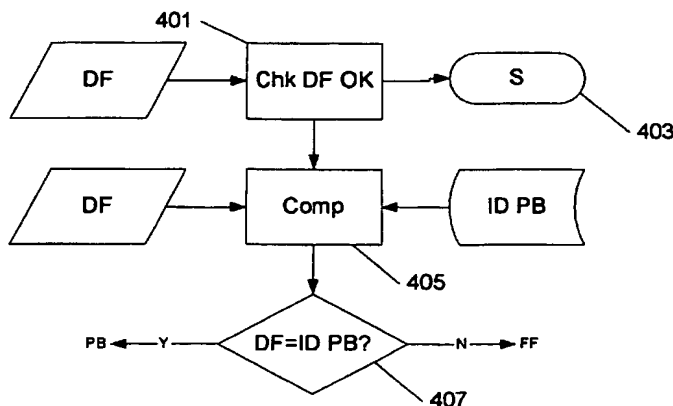 401
DF
Chk DF OK
S
403
DF
Comp
ID PB
405
PB
Y
DF=ID PB?
N
FF
407